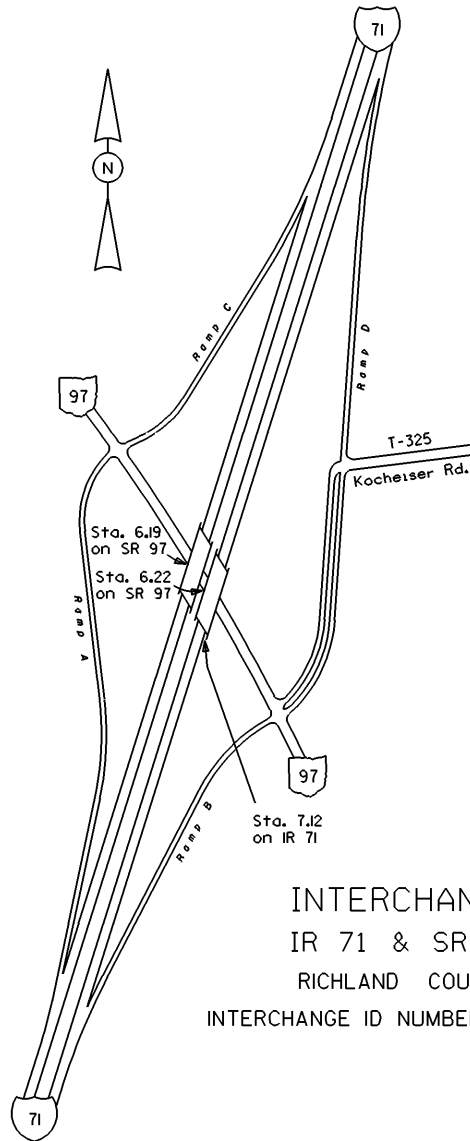 71
N
Ramp C
Ramp D
97
T-325
Kocheiser Rd.
Sta. 6.19
on SR 97
Sta. 6.22
on SR 97
Ramp A
97
Ramp B
Sta. 7.12
on IR 71
INTERCHAN
IR 71 & SR
RICHLAND COU
INTERCHANGE ID NUMBER
71